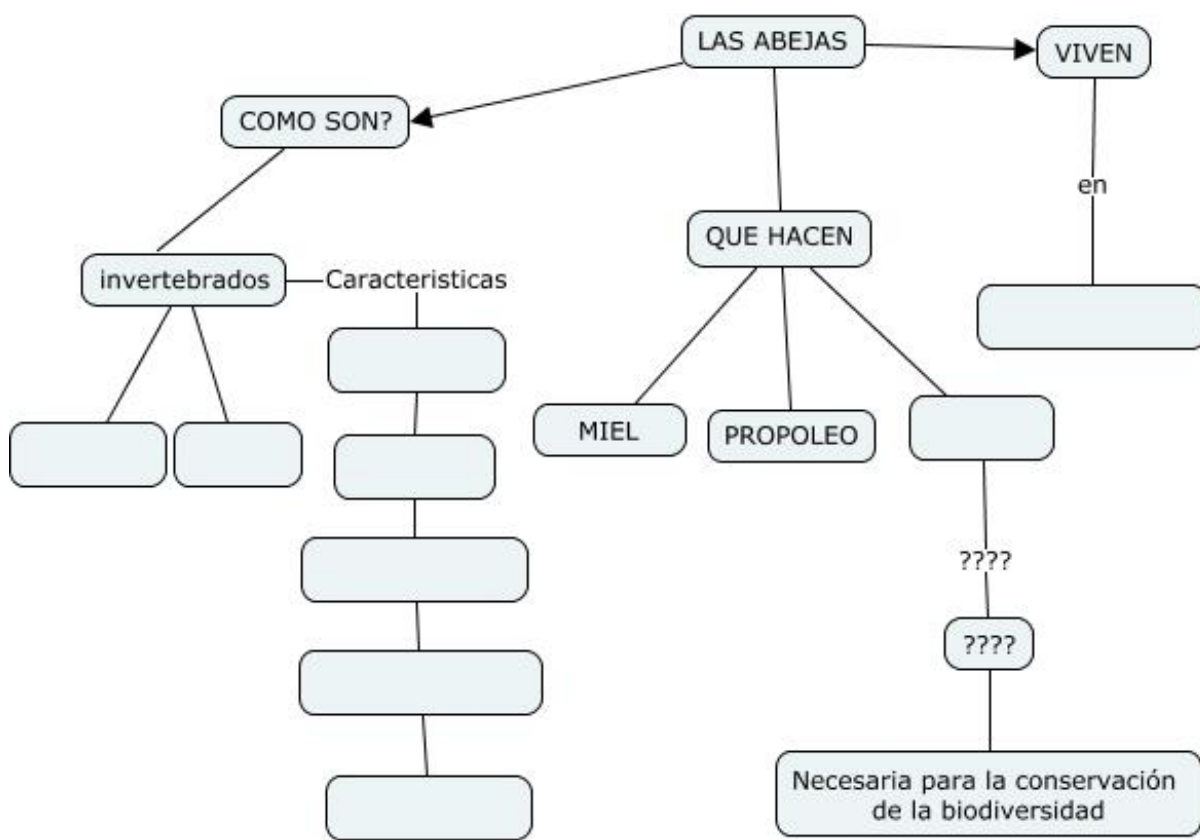 LAS ABEJAS
VIVEN
COMO SON?
en
QUE HACEN
invertebrados
Caracteristicas
MIEL
PROPOLEO
????
????
Necesaria para la conservación
de la biodiversidad